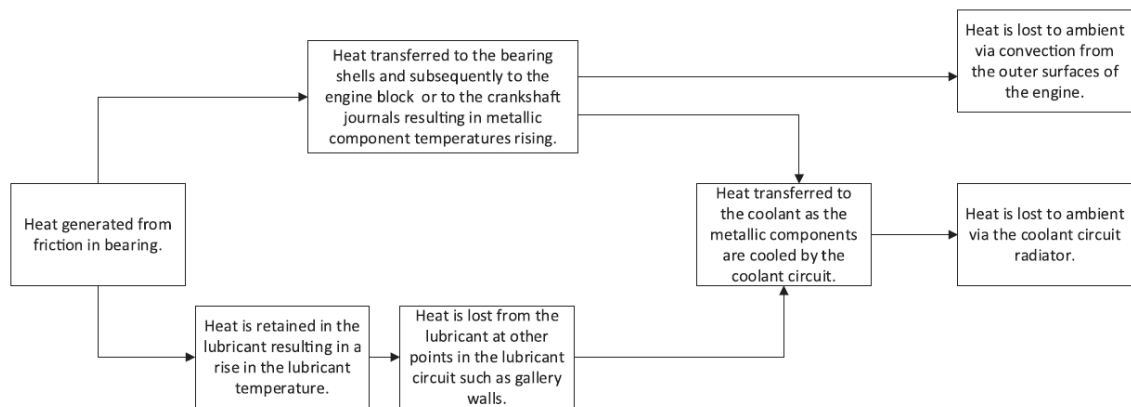 Heat transferred to the bearing
shells and subsequently to the
engine block or to the crankshaft
journals resulting in metallic
component temperatures rising.
Heat is lost to ambient
via convection from
the outer surfaces of
the engine.
Heat generated from
friction in bearing.
Heat transferred to
the coolant as the
metallic components
are cooled by the
coolant circuit.
Heat is lost to ambient
via the coolant circuit
radiator.
Heat is retained in the
lubricant resulting in a
rise in the lubricant
temperature.
Heat is lost from the
lubricant at other
points in the lubricant
circuit such as gallery
walls.